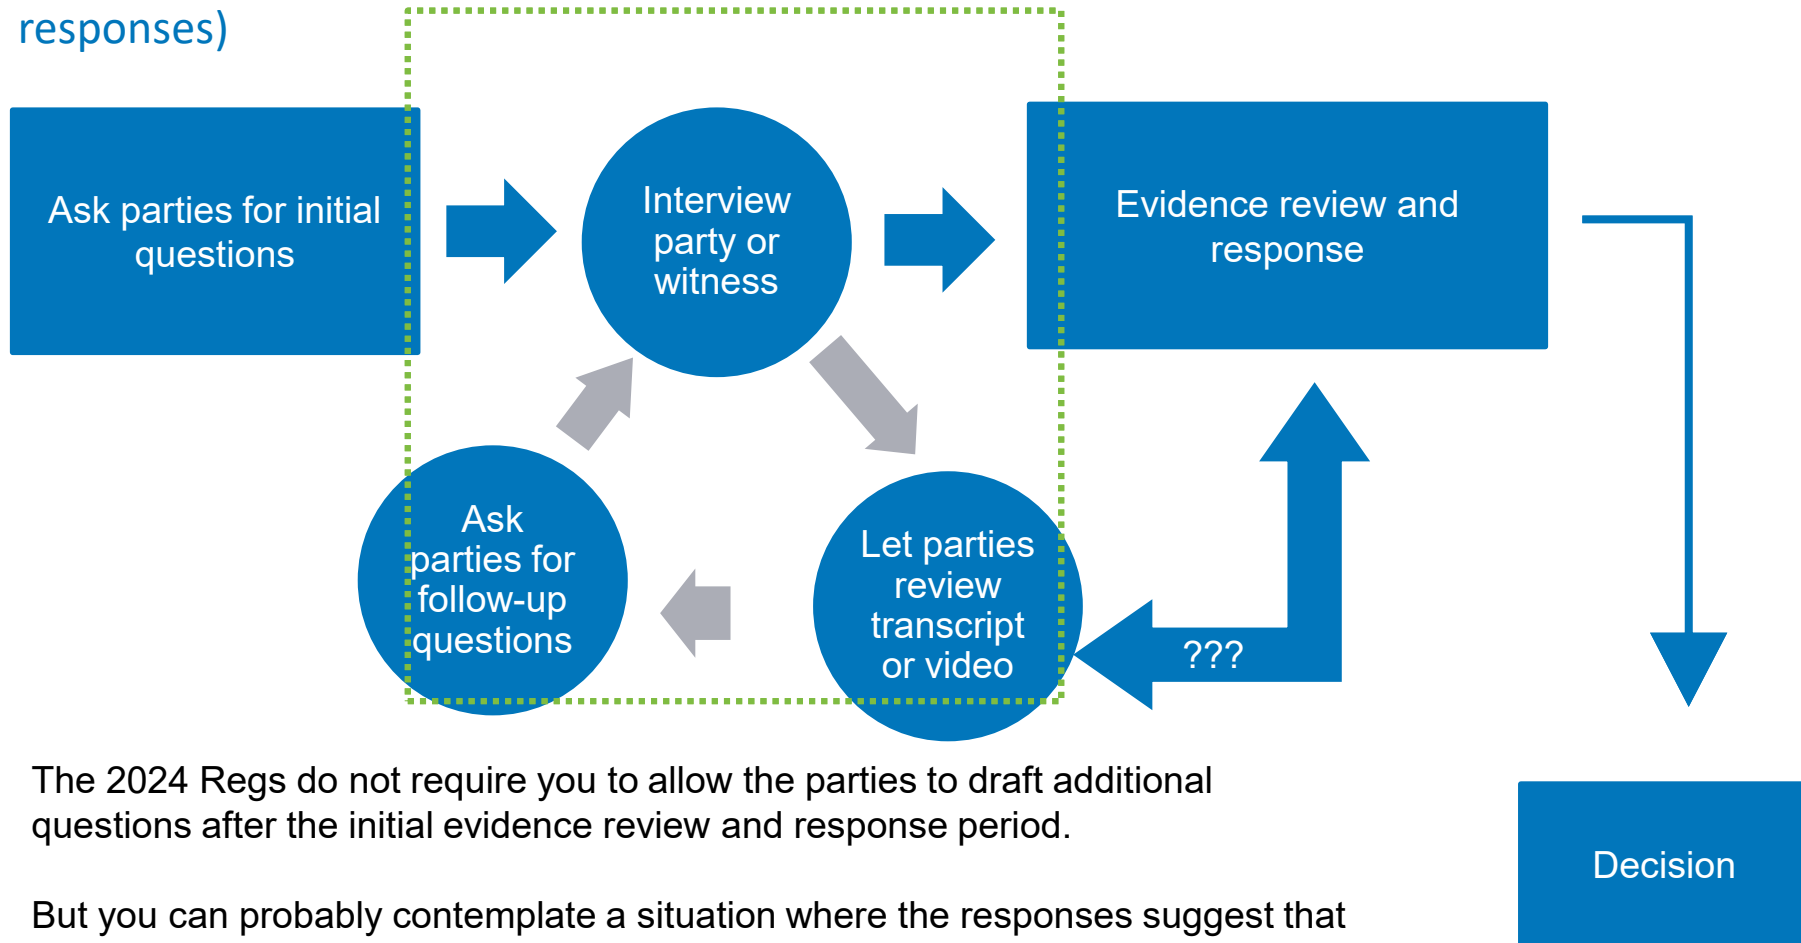 responses)
Ask parties for initial
questions
Interview
party or
witness
Evidence review and
response
Ask
parties for
follow-up
questions
Let parties
review
transcript
or video
???
The 2024 Regs do not require you to allow the parties to draft additional
questions after the initial evidence review and response period.
Decision
But you can probably contemplate a situation where the responses suggest that